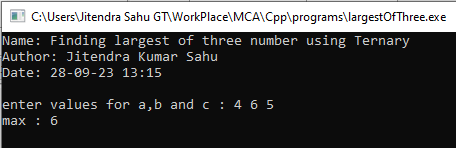 C:\Users\Jitendra Sahu GT\WorkPlace\MCA\Cpp\programs\largestOfThree.exe
Name: Finding largest of three number using Ternary
Author: Jitendra Kumar Sahu
Date: 28-09-23 13:15
enter values for a,b and c : 4 6 5
max : 6